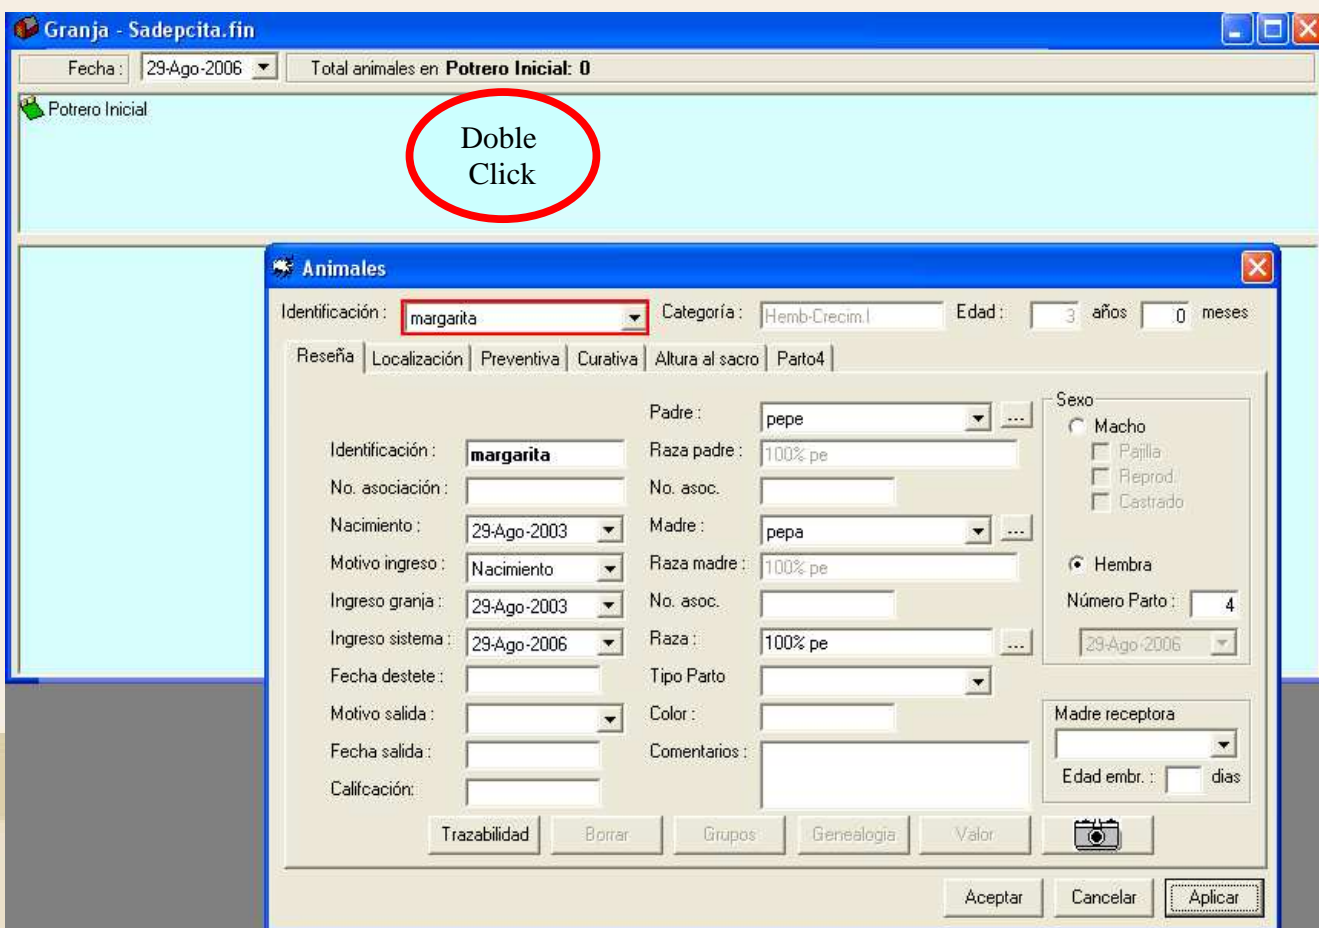 Granja - Sadepcita.fin
Fecha : 29-Ago-2006 Total animales en Potrero Inicial: 0
Potrero Inicial
Doble
Click
Animales
Identificación : margarita Categoría : Hemb-Crecim.I Edad : 3 años 0 meses
Reseña Localización Preventiva Curativa Altura al sacro Parto4
Padre : pepe ... Sexo
Macho
Identificación : margarita Raza padre : 100% pe Pajilla
Reprod.
No. asociación : No. asoc. Castrado
Nacimiento : 29-Ago-2003 Madre : pepa ...
Motivo ingreso : Nacimiento Raza madre : 100% pe Hembra
Ingreso granja : 29-Ago-2003 No. asoc. Número Parto : 4
Ingreso sistema : 29-Ago-2006 Raza : 100% pe ... 29-Ago-2006
Fecha destete : Tipo Parto
Motivo salida : Color : Madre receptora
Fecha salida : Comentarios :
Edad embr. : dias
Califcación:
Trazabilidad Borrar Grupos Genealogia Valor
Aceptar Cancelar Aplicar